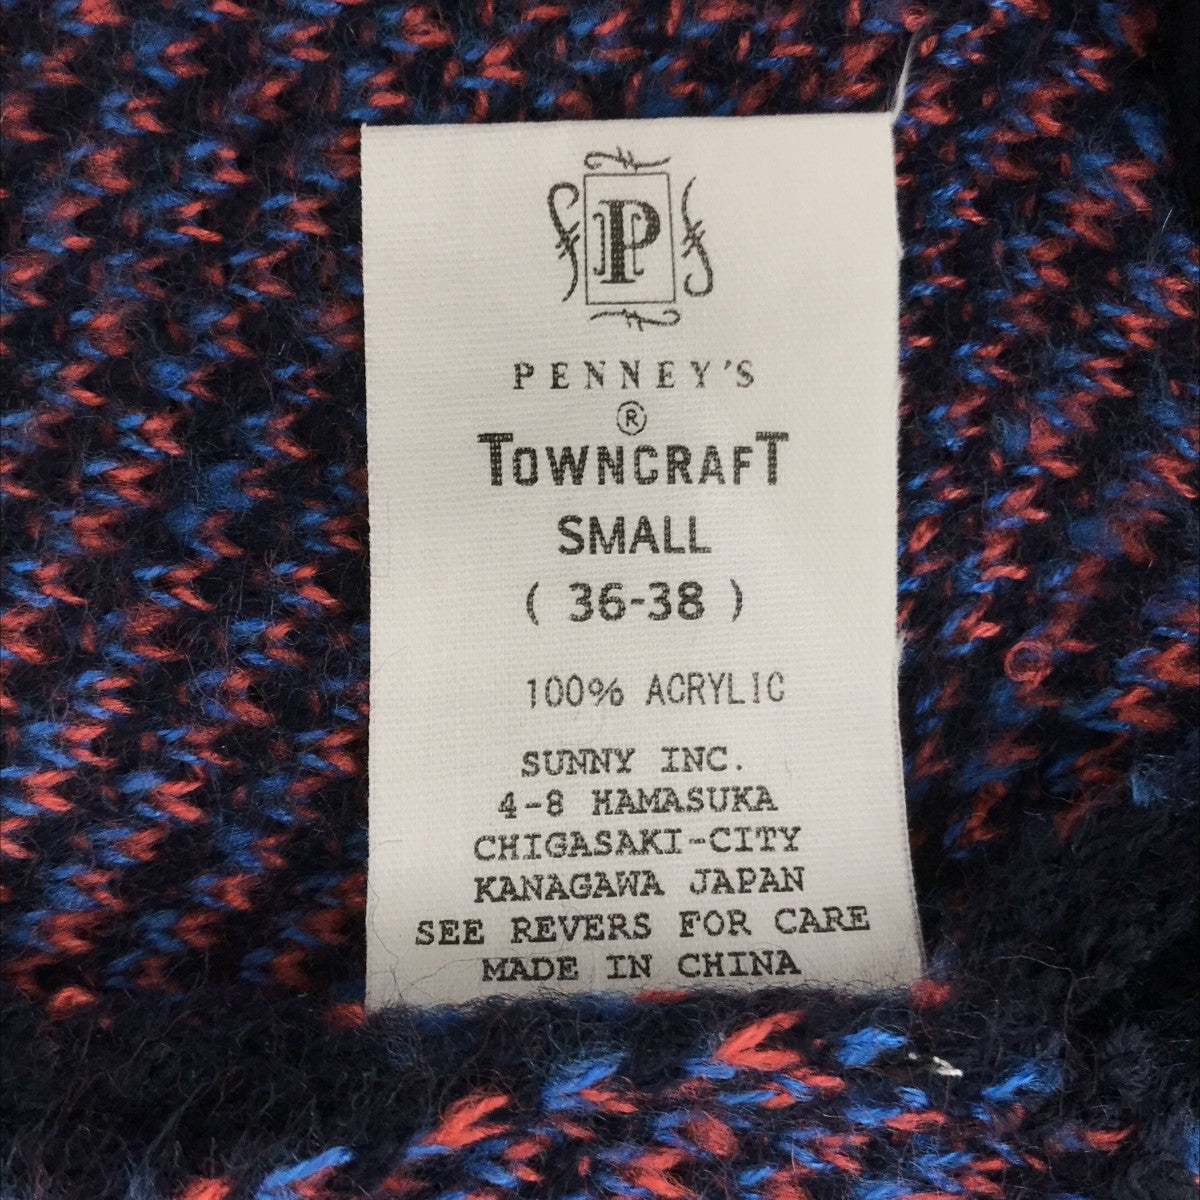 P
PENNEY'S
®
TOWNCRAFT
SMALL
( 36-38 )
100% ACRYLIC
SUNNY INC.
4-8 HAMASUKA
CHIGASAKI-CITY
KANAGAWA JAPAN
SEE REVERS FOR CARE
MADE IN CHINA